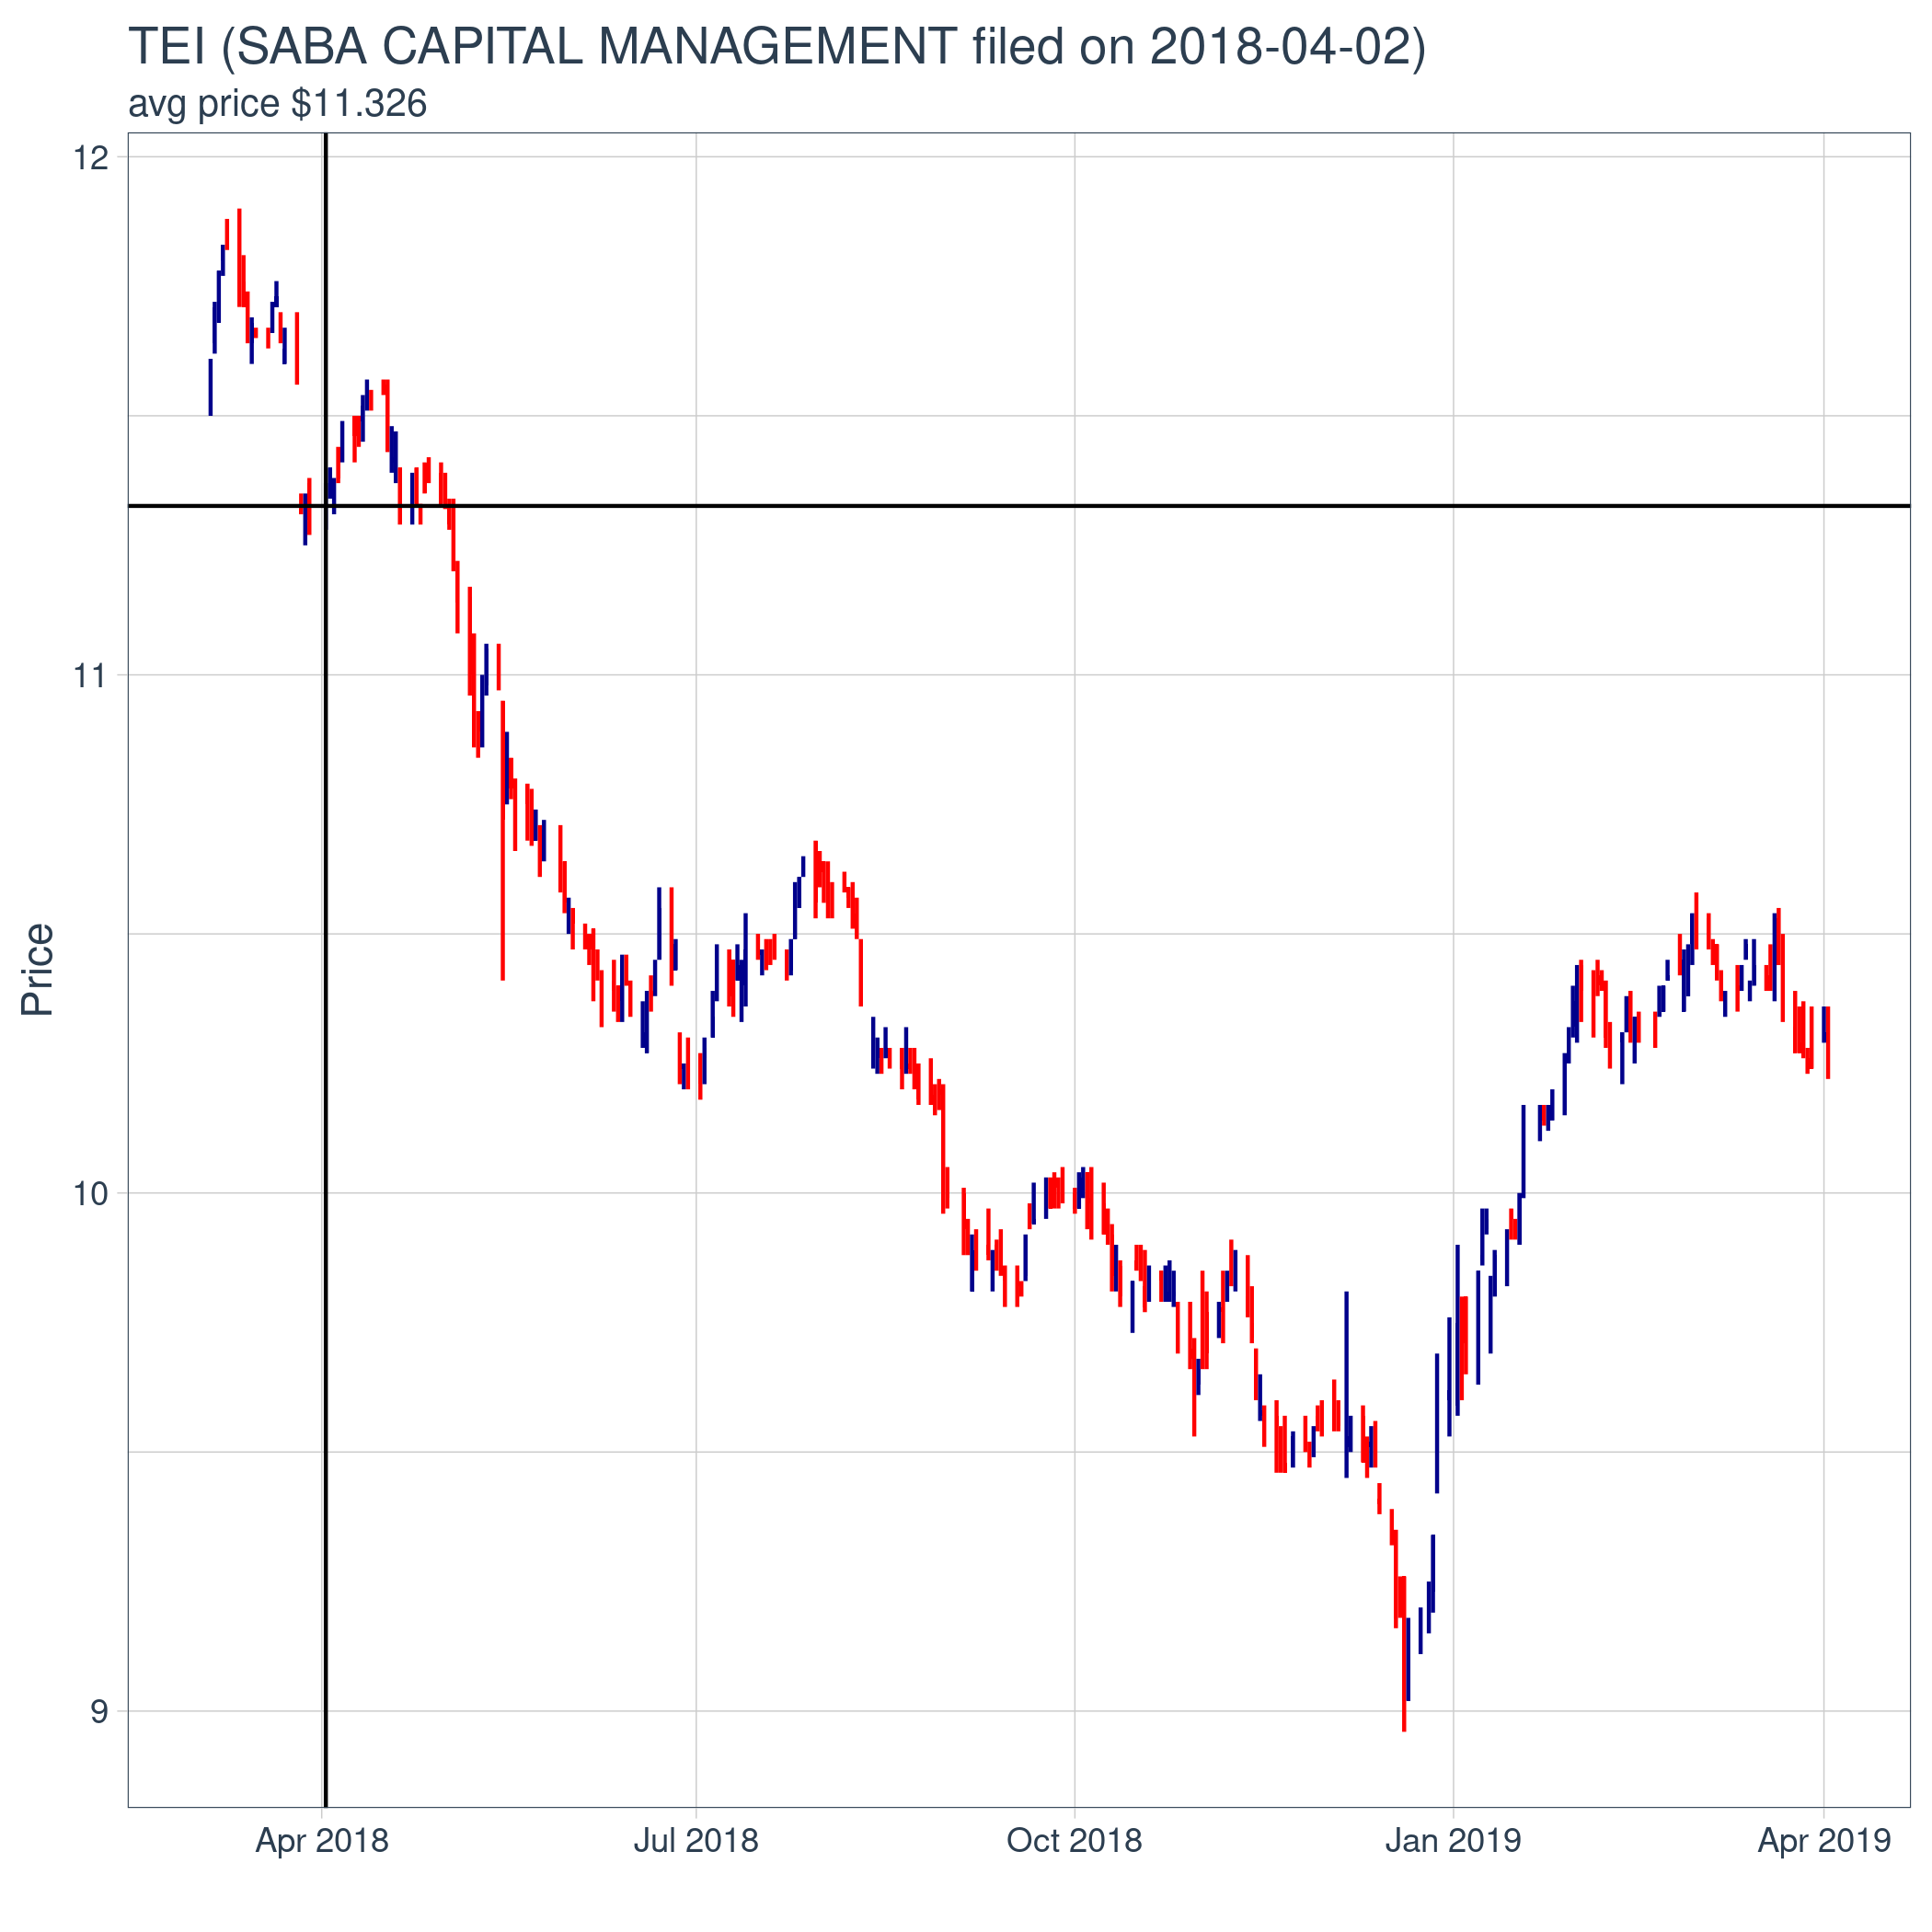 TEI (SABA CAPITAL MANAGEMENT filed on 2018-04-02)
avg price $11.326
12
11
10
9
Price
Apr 2018 Jul 2018 Oct 2018 Jan 2019 Apr 2019